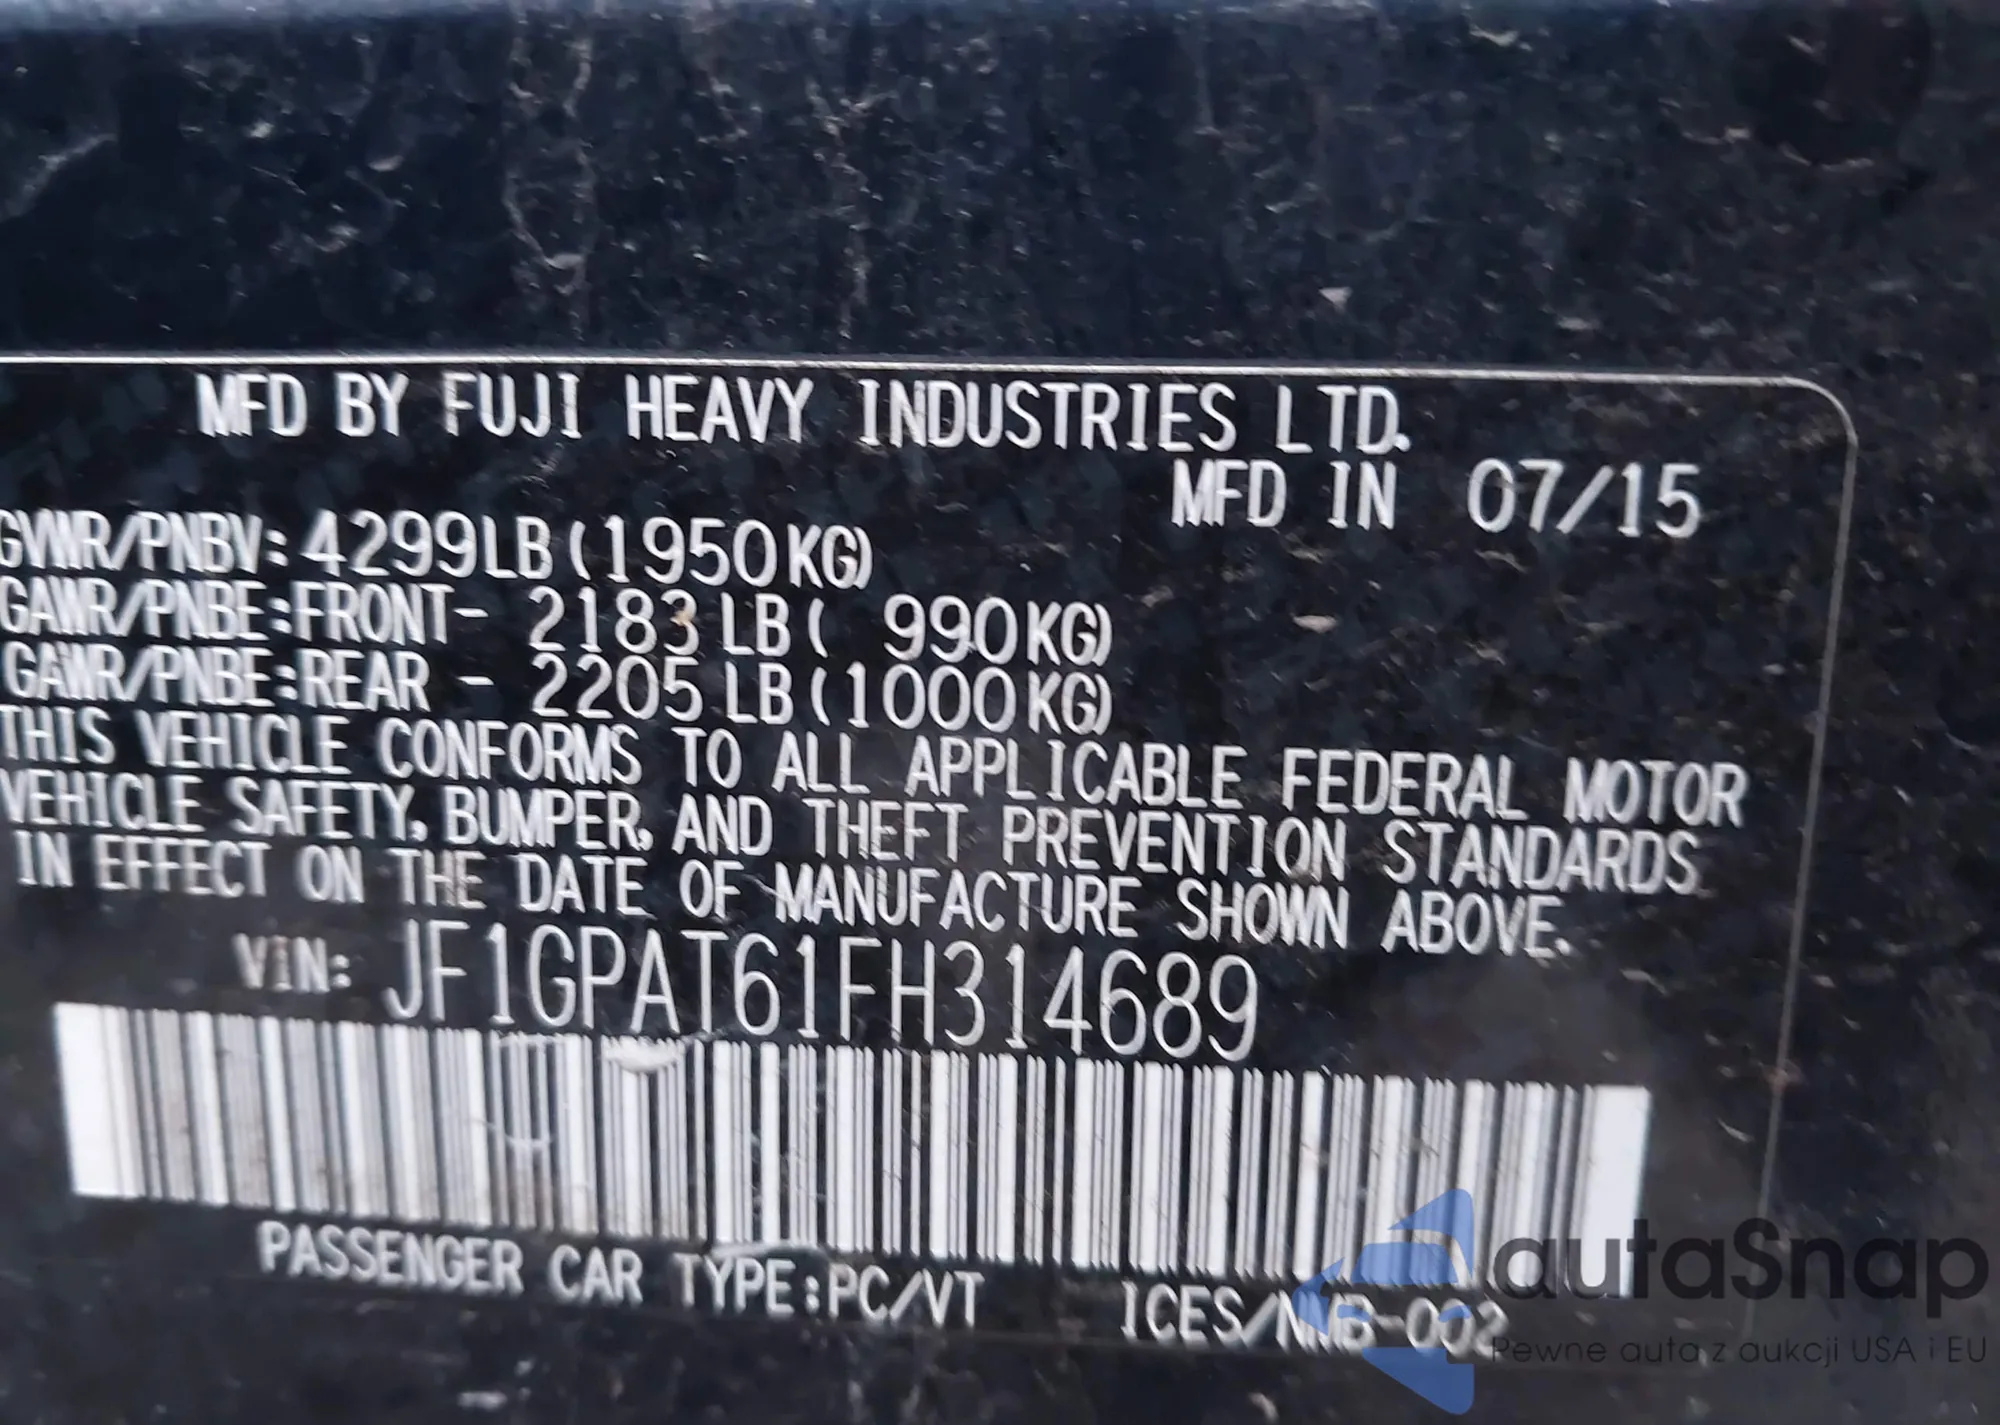 MFD BY FUJI HEAVY INDUSTRIES LTD.
MFD IN 07/15
GVWR/PNBV:4299LB(1950KG)
GAWR/PNBE:FRONT- 2183LB( 990KG)
GAWR/PNBE:REAR - 2205LB(1000KG)
THIS VEHICLE CONFORMS TO ALL APPLICABLE FEDERAL MOTOR
VEHICLE SAFETY, BUMPER, AND THEFT PREVENTION STANDARDS
IN EFFECT ON THE DATE OF MANUFACTURE SHOWN ABOVE.
VIN: JF1GPAT61FH314689
PASSENGER CAR TYPE:PC/VT ICES/NMB-002
autaSnap
Pewne auta z aukcji USA i EU